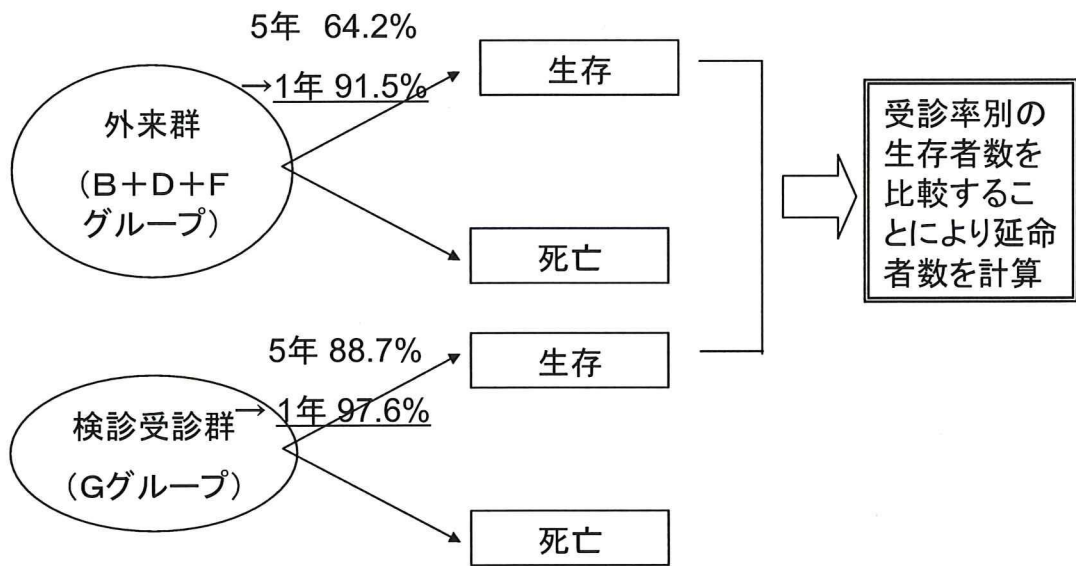 5年 64.2%
→1年 91.5%
外来群
(B+D+F
グループ)
生存
死亡
受診率別の
生存者数を
比較するこ
とにより延命
者数を計算
5年 88.7%
→ 1年 97.6%
検診受診群
(Gグループ)
生存
死亡